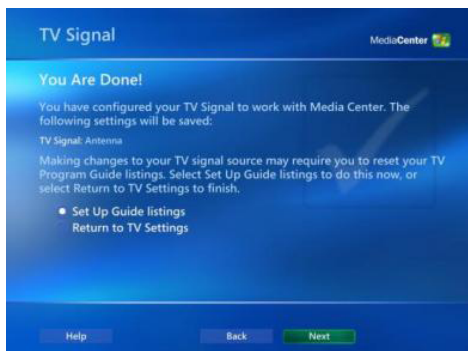 TV Signal
MediaCenter
You Are Done!
You have configured your TV Signal to work with Media Center. The
following settings will be saved:
TV Signal: Antenna
Making changes to your TV signal source may require you to reset your TV
Program Guide listings. Select Set Up Guide listings to do this now, or
select Return to TV Settings to finish.
Set Up Guide listings
Return to TV Settings
Help
Back
Next